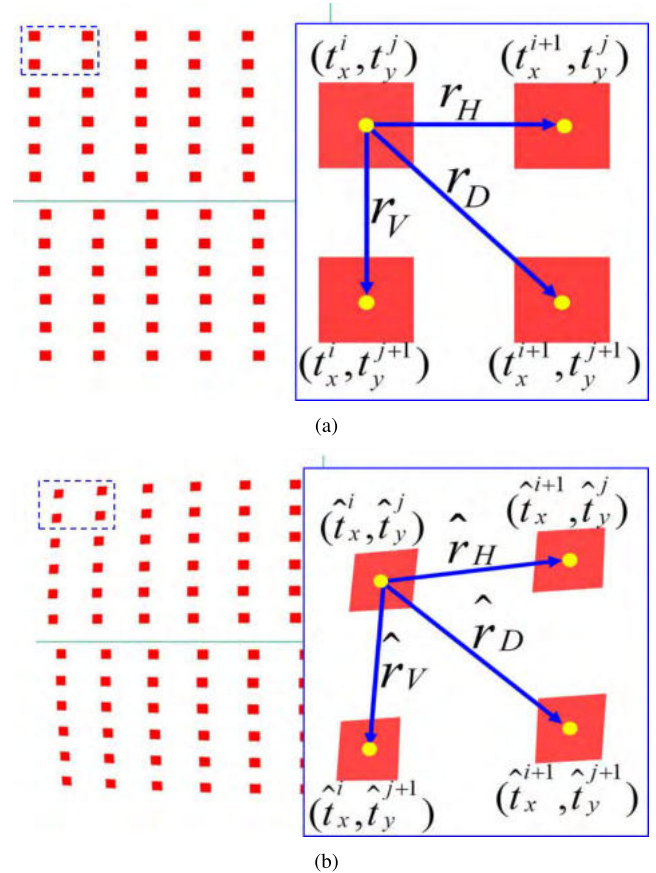 (t_x^i, t_y^j) (t_x^{i+1}, t_y^j)
r_H
r_D
r_V
(t_x^i, t_y^{j+1}) (t_x^{i+1}, t_y^{j+1})
(a)
(t̂_x^i, t̂_y^j) (t̂_x^{i+1}, t̂_y^j)
r̂_H
r̂_D
r̂_V
(t̂_x^i, t̂_y^{j+1}) (t̂_x^{i+1}, t̂_y^{j+1})
(b)